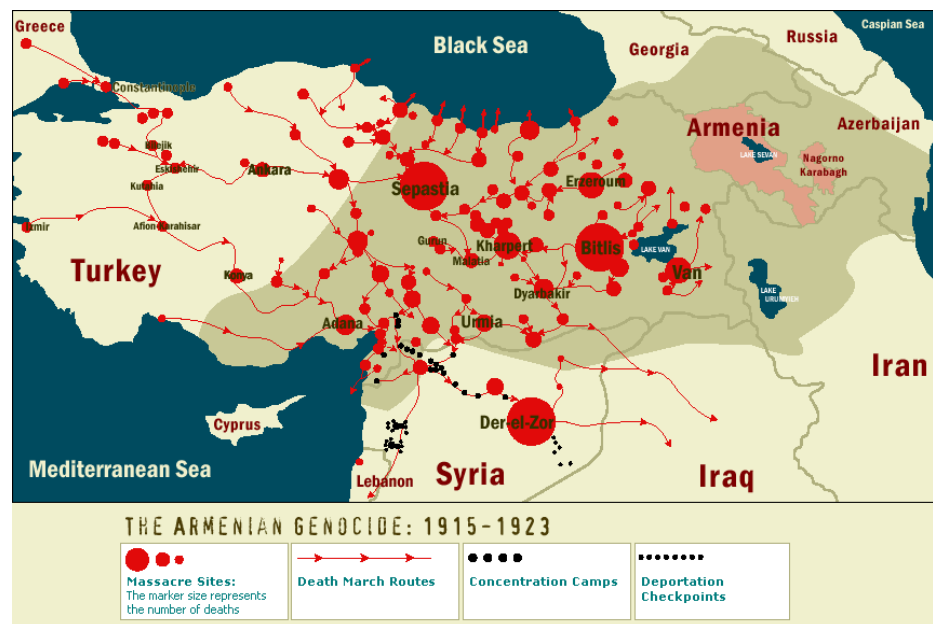 Greece
Black Sea
Caspian Sea
Russia
Georgia
Constantinople
Armenia
Azerbaijan
LAKE SEVAN
Nagorno
Karabagh
Eskishehir
Ankara
Kutahia
Sepastia
Erzeroum
Izmir
Afion-Karahisar
Gurun
Kharpert
Bitlis
LAKE VAN
Malatia
Turkey
Konya
Van
Dyarbakir
LAKE
URUMIYEH
Adana
Urmia
Iran
Cyprus
Der-el-Zor
Mediterranean Sea
Lebanon
Syria
Iraq
THE ARMENIAN GENOCIDE: 1915-1923
Massacre Sites:
The marker size represents
the number of deaths
Death March Routes
Concentration Camps
Deportation
Checkpoints